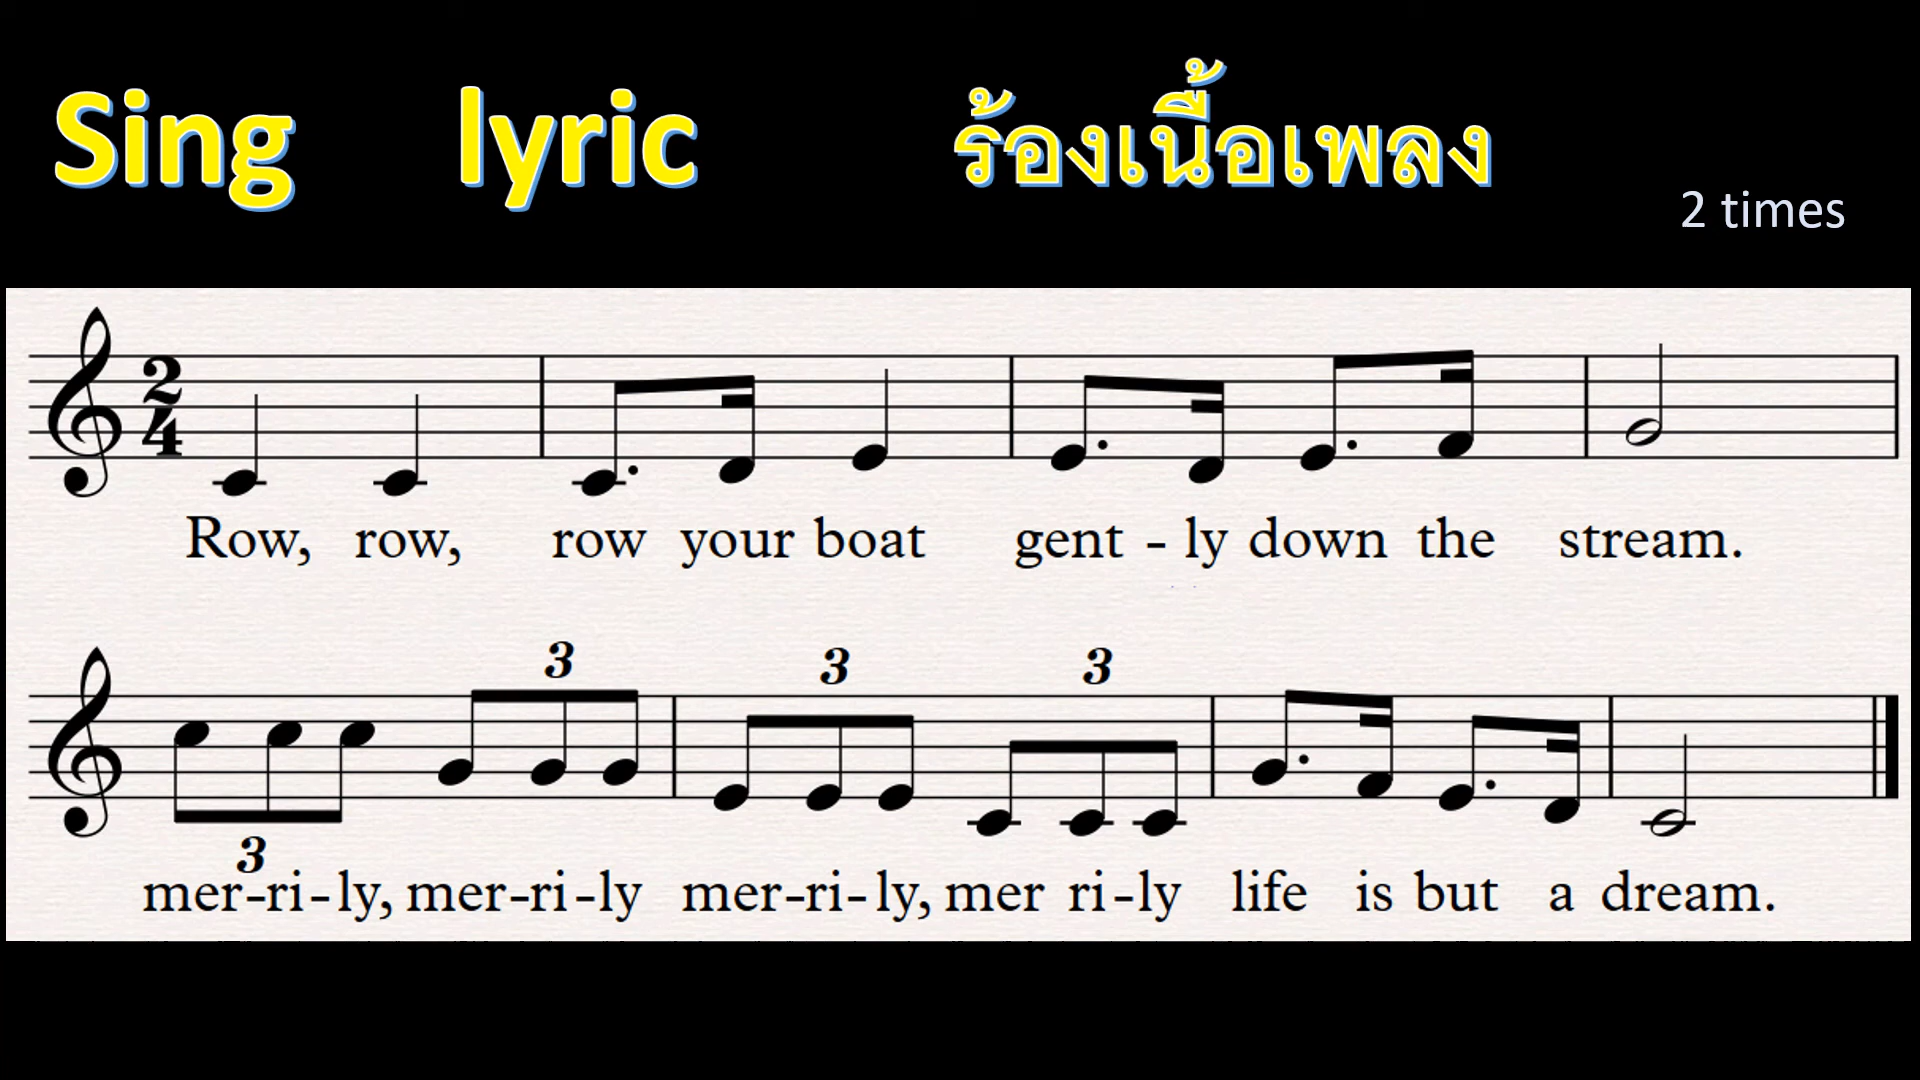 Sing lyric ร้องเนื้อเพลง
2 times
2
4
Row, row, row your boat gent - ly down the stream.
3 3 3
3
mer-ri-ly, mer-ri-ly mer-ri-ly, mer ri-ly life is but a dream.